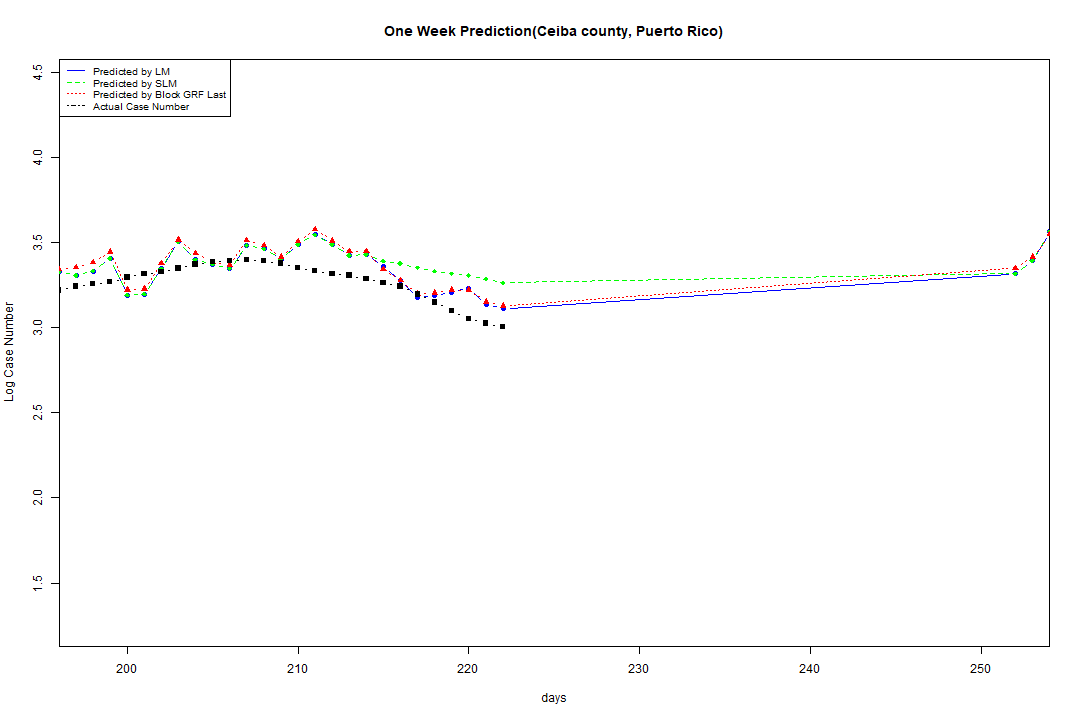 One Week Prediction(Ceiba county, Puerto Rico)
Predicted by LM
Predicted by SLM
Predicted by Block GRF Last
Actual Case Number
Log Case Number
4.5
4.0
3.5
3.0
2.5
2.0
1.5
200 210 220 230 240 250
days